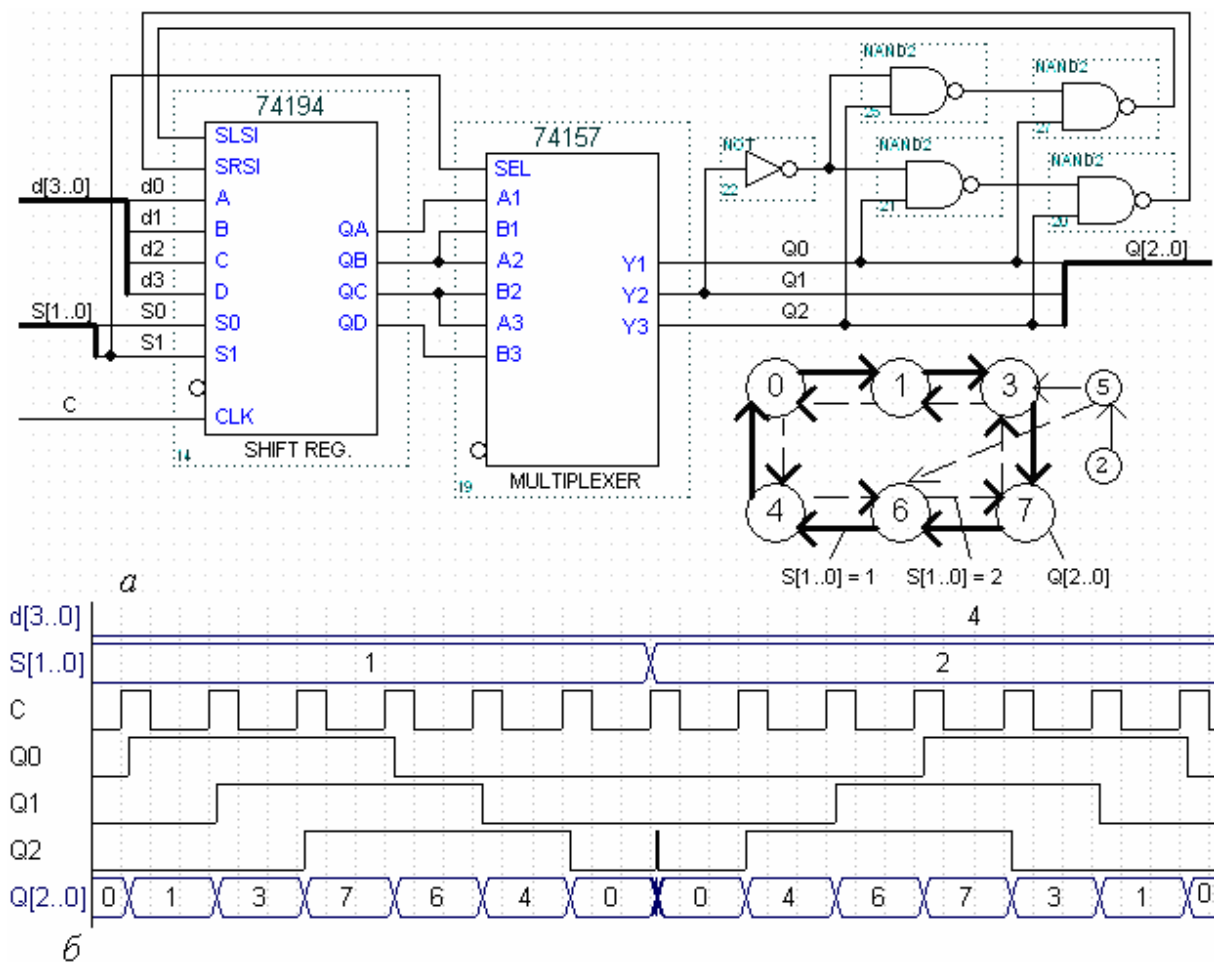 NAND2
NAND2
74194
74157
SLSI
SRSI
d[3..0]
d0
A
d1
B
QA
d2
C
QB
d3
D
QC
S[1..0]
S0
S0
QD
S1
S1
C
CLK
14
SHIFT REG.
SEL
A1
B1
A2
Y1
B2
Y2
A3
Y3
B3
19
MULTIPLEXER
NOT
22
NAND2
21
NAND2
Q0
Q1
Q2
Q[2..0]
0
1
3
5
2
4
6
7
S[1..0] = 1
S[1..0] = 2
Q[2..0]
а
d[3..0]
4
S[1..0]
1
2
C
Q0
Q1
Q2
Q[2..0]
0
1
3
7
6
4
0
0
4
6
7
3
1
0
б